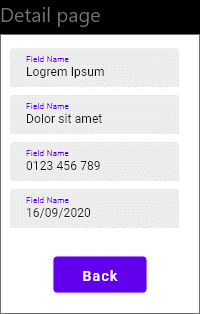 Detail page
Field Name
Logrem Ipsum
Field Name
Dolor sit amet
Field Name
0123 456 789
Field Name
16/09/2020
Back